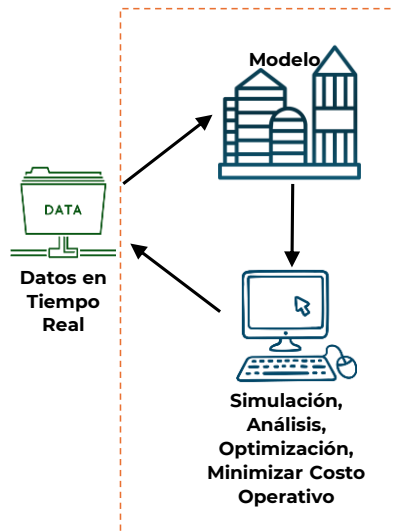 Modelo
DATA
Datos en
Tiempo
Real
Simulación,
Análisis,
Optimización,
Minimizar Costo
Operativo